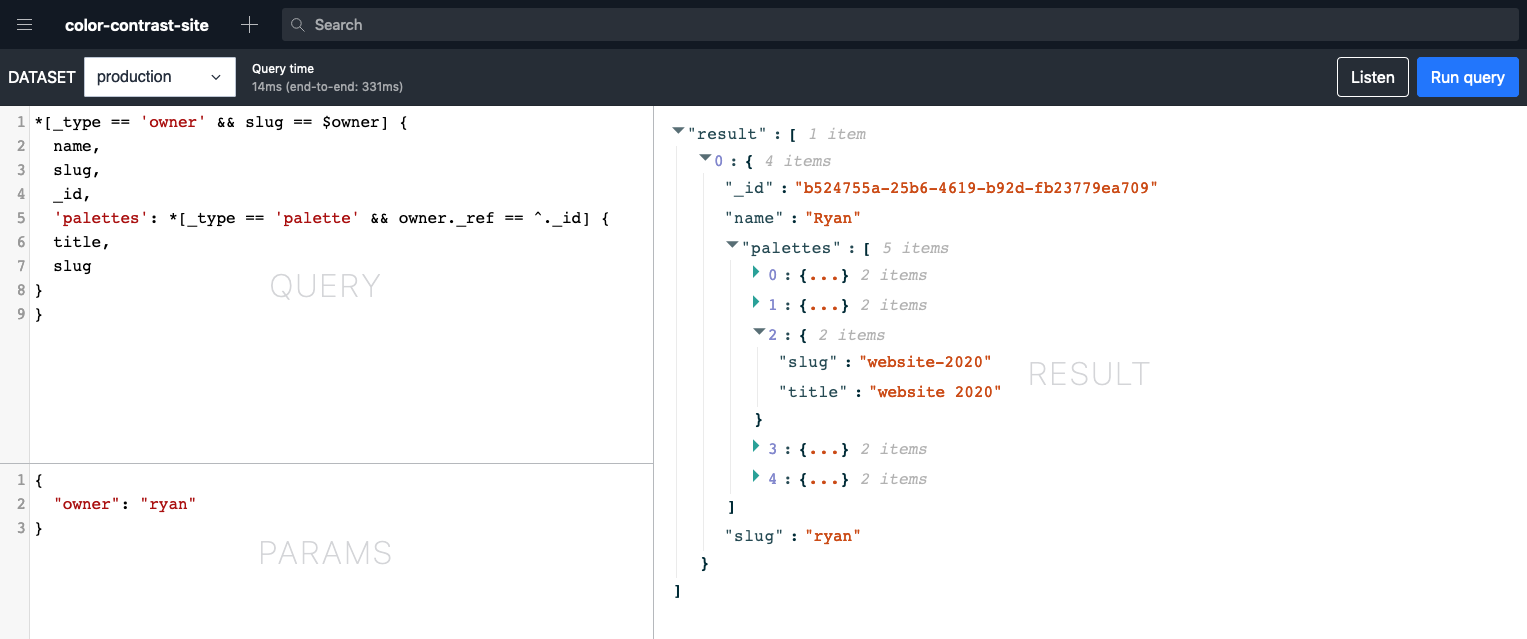 color-contrast-site
Search
DATASET production
Query time
14ms (end-to-end: 331ms)
Listen
Run query
1 *[_type == 'owner' && slug == $owner] {
2   name,
3   slug,
4   _id,
5   'palettes': *[_type == 'palette' && owner._ref == ^._id] {
6   title,
7   slug
8 }
9 }
QUERY
1 {
2   "owner": "ryan"
3 }
PARAMS
"result" : [ 1 item
0 : { 4 items
"_id" : "b524755a-25b6-4619-b92d-fb23779ea709"
"name" : "Ryan"
"palettes" : [ 5 items
0 : {...} 2 items
1 : {...} 2 items
2 : { 2 items
"slug" : "website-2020"
"title" : "website 2020"
}
3 : {...} 2 items
4 : {...} 2 items
]
"slug" : "ryan"
}
]
RESULT